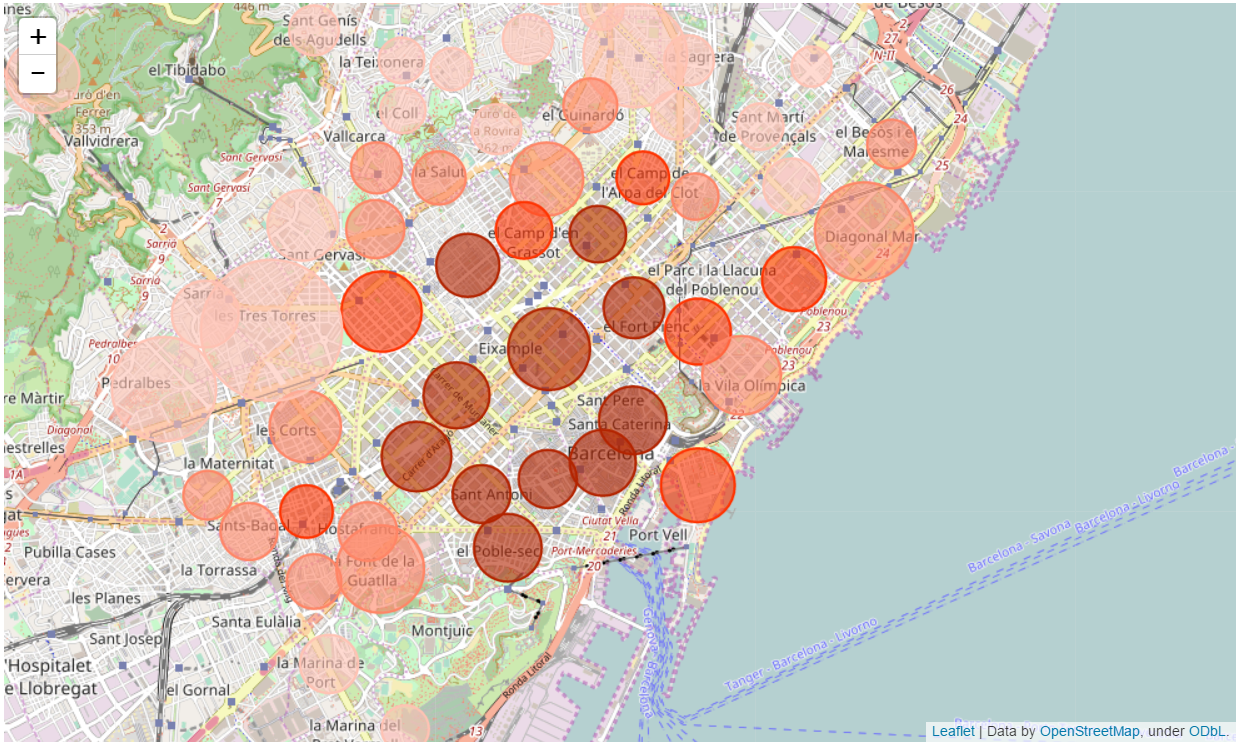 ines
446 m
Sant Genís
dels Agudells
de Besòs
+
−
la Teixonera
la Sagrera
2
27
N-II
el Tibidabo
26
24
Turó d'en
Ferrer
353 m
Vallvidrera
el Coll
Turó de
la Rovira
262 m
el Guinardó
Sant Martí
de Provençals
el Besòs i el
Maresme
Vallcarca
Sant Gervasi
7
25
la Salut
el Camp de
l'Arpa del Clot
Sant Gervasi
7
2
Sarrià
9
el Camp d'en
Grassot
Diagonal Mar
24
Sant Gervasi
el Parc i la Llacuna
del Poblenou
Sarrià
9
Sarrià
les Tres Torres
Poblenou
23
el Fort Pienc
Pedralbes
10
Eixample
Poblenou
23
Pedralbes
la Vila Olímpica
22
re Màrtir
Carrer de Muntaner
Sant Pere
Santa Caterina
Diagonal
les Corts
estrelles
Carrer d'Aragó
Barcelona
la Maternitat
1A
Ronda Litoral
Sant Antoni
gat
Sants-Badal
Hostafrancs
Ciutat Vella
21
Port Vell
2
Pubilla Cases
Ronda del Mig
el Poble-sec
Port-Mercaderies
20
la Font de la
Guatlla
la Torrassa
ervera
les Planes
Santa Eulàlia
Montjuïc
Sant Josep
Barcelona - Savona
Barcelona - Livorno
Barcelona -
Genova - Barcelona
Tanger - Barcelona - Livorno
'Hospitalet
e Llobregat
la Marina de
Port
el Gornal
Ronda Litoral
la Marina del
13
Leaflet | Data by OpenStreetMap, under ODbL.